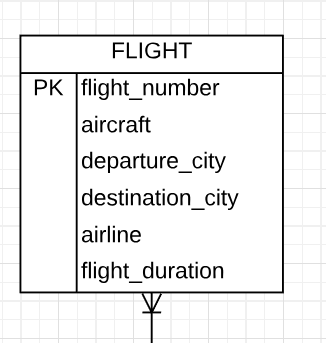 FLIGHT
PK flight_number
aircraft
departure_city
destination_city
airline
flight_duration